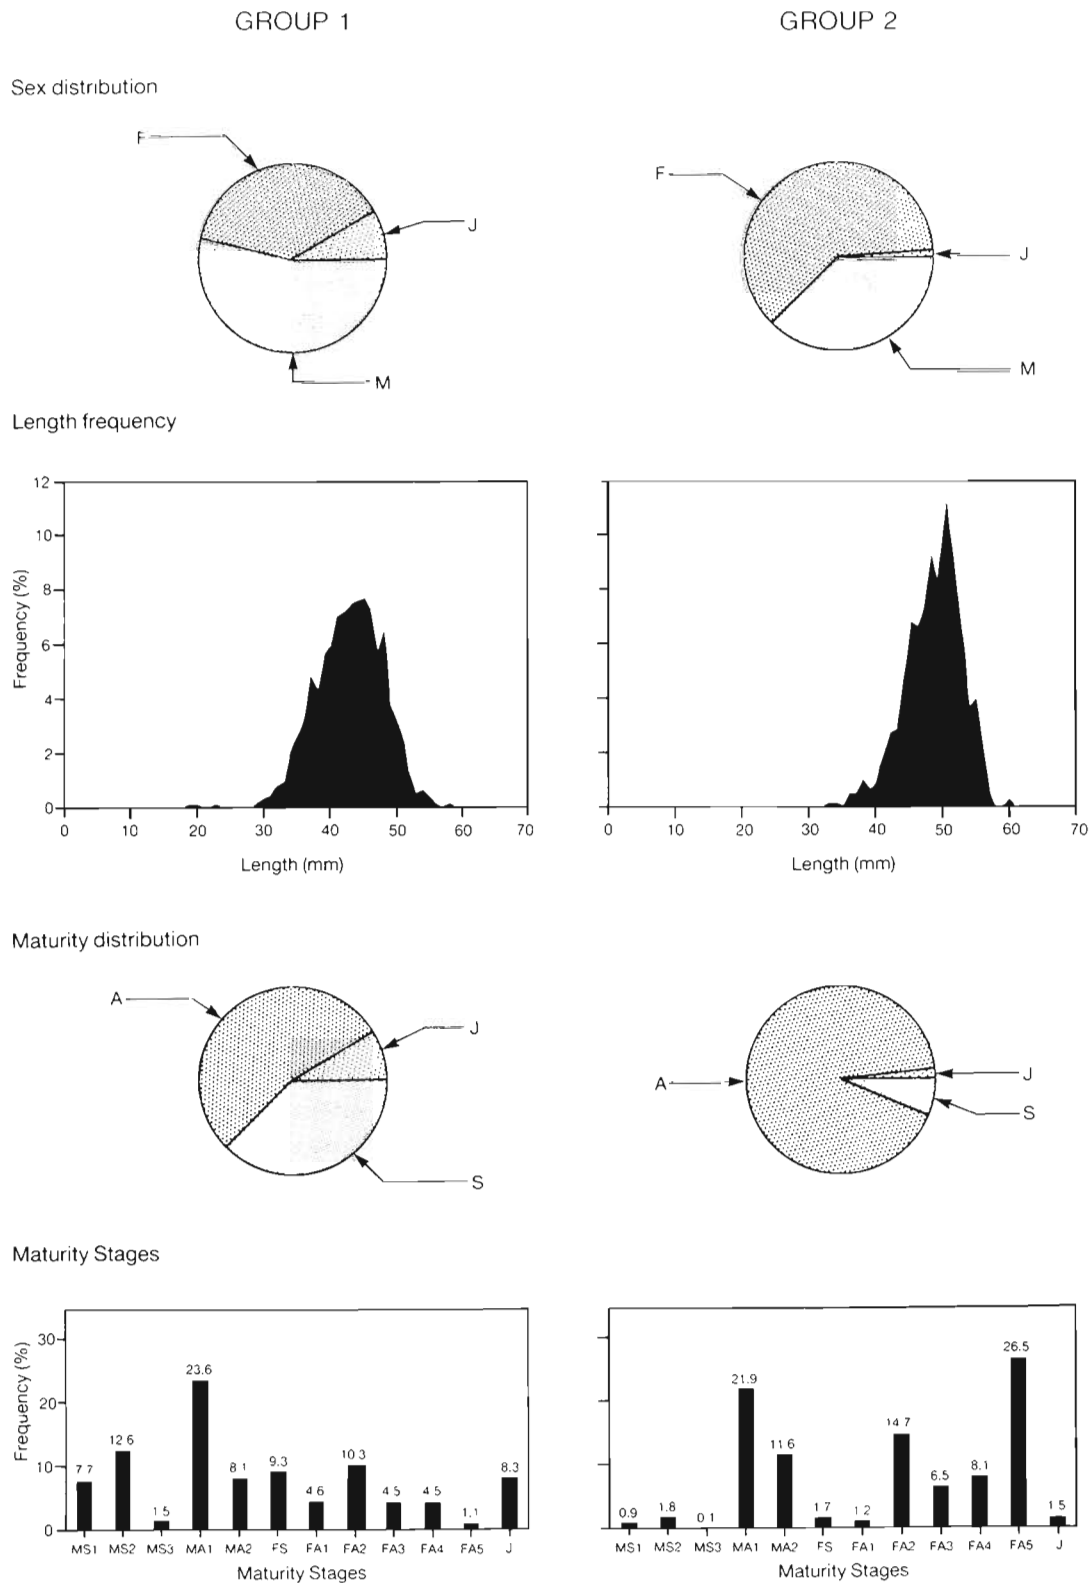 GROUP 1 GROUP 2
Sex distribution
F J M
F J M
Length frequency
Frequency (%)
12
10
8
6
4
2
0
0 10 20 30 40 50 60 70
Length (mm)
0 10 20 30 40 50 60 70
Length (mm)
Maturity distribution
A J S
A J S
Maturity Stages
Frequency (%)
30
20
10
0
7.7 12.6 1 5 23.6 8 1 9.3 4 6 10 3 4 5 4 5 1.1 8.3
MS1 MS2 MS3 MA1 MA2 FS FA1 FA2 FA3 FA4 FA5 J
Maturity Stages
0.9 1.8 0 1 21.9 11 6 1.7 1.2 14.7 6.5 8.1 26.5 1 5
MS1 MS2 MS3 MA1 MA2 FS FA1 FA2 FA3 FA4 FA5 J
Maturity Stages